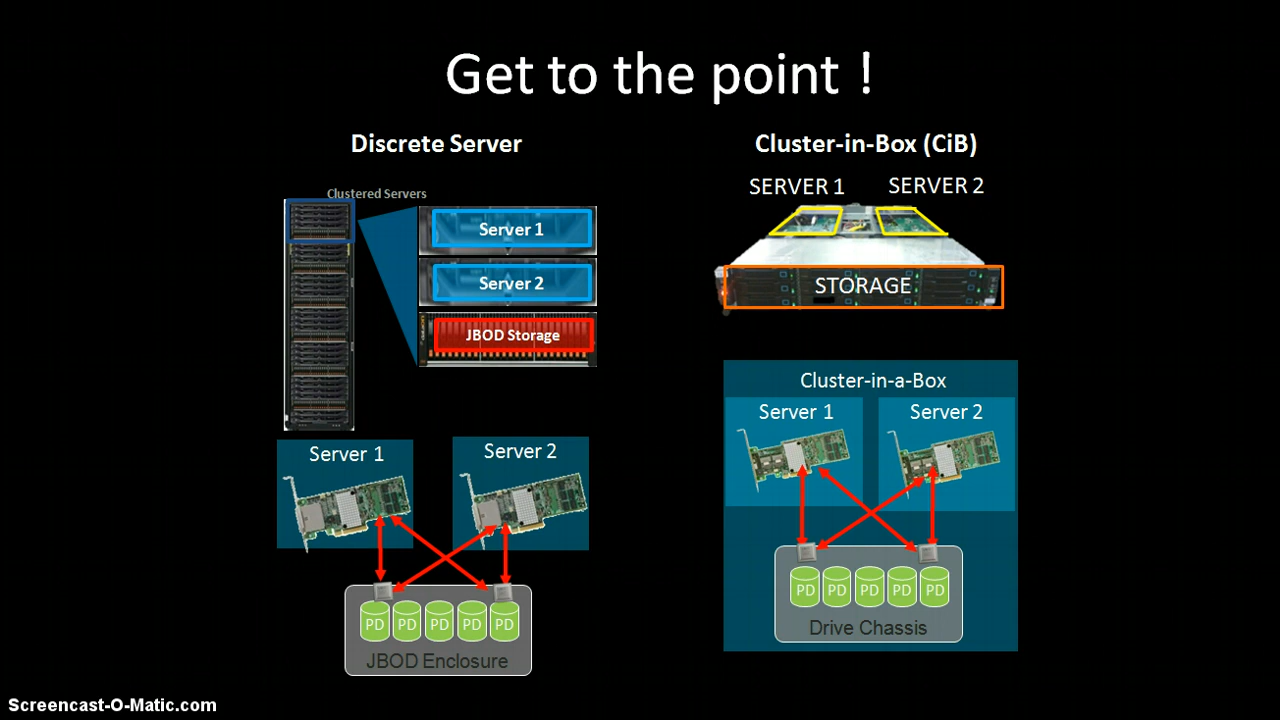 Get to the point !
Discrete Server
Clustered Servers
Server 1
Server 2
JBOD Storage
Server 1
Server 2
PD PD PD PD PD
JBOD Enclosure
Cluster-in-Box (CiB)
SERVER 1 SERVER 2
STORAGE
Cluster-in-a-Box
Server 1 Server 2
PD PD PD PD PD
Drive Chassis
Screencast-O-Matic.com